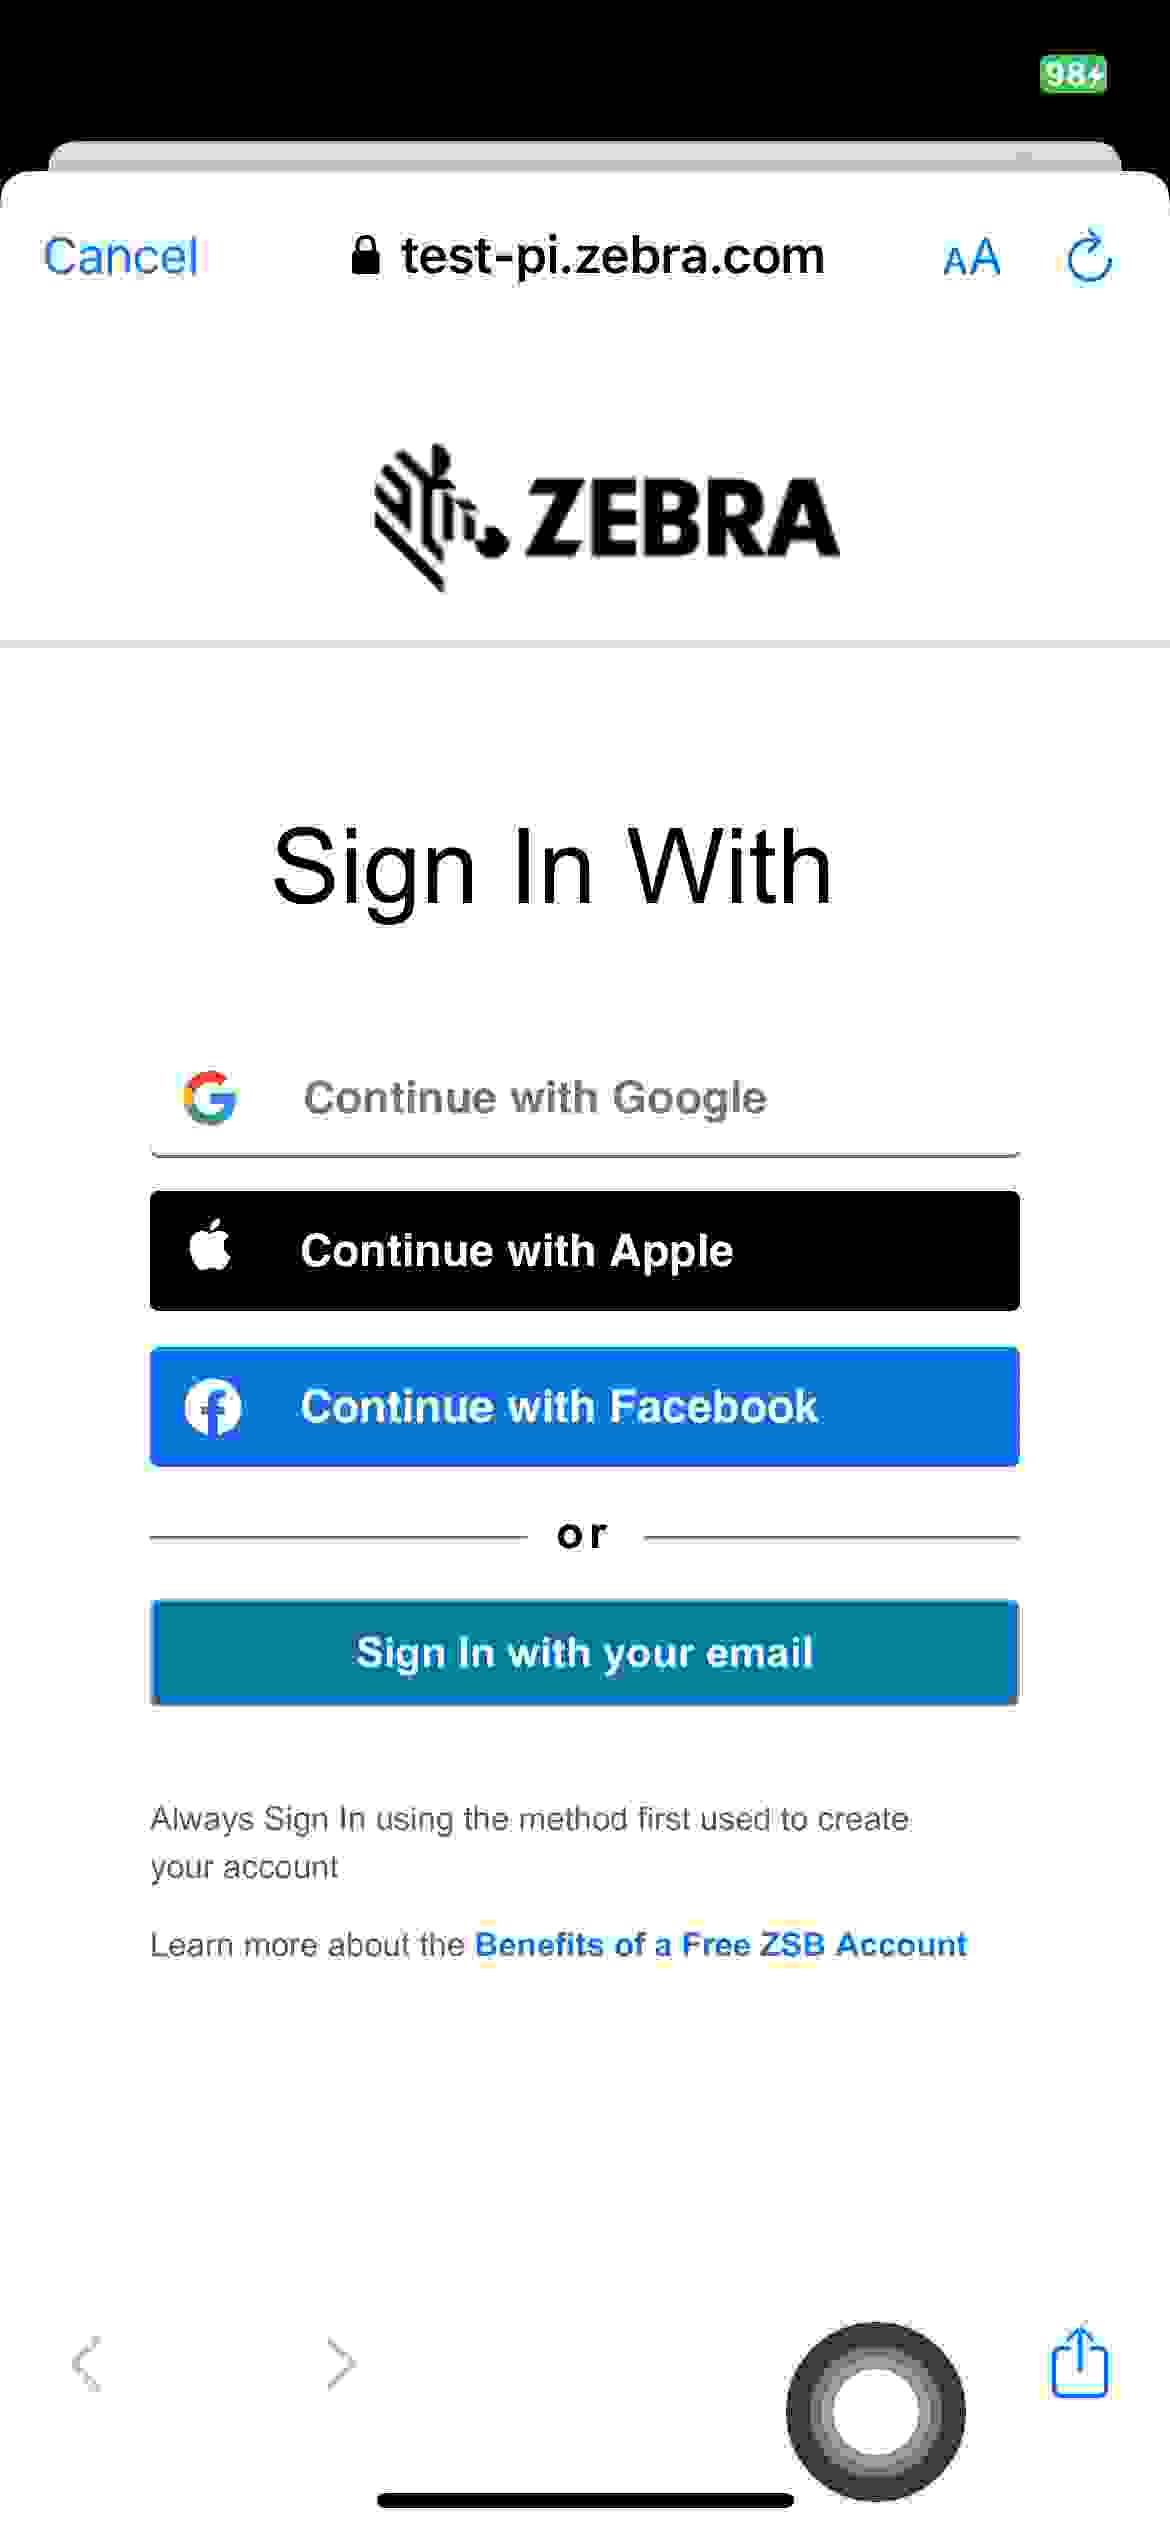 98
Cancel
test-pi.zebra.com
AA
ZEBRA
Sign In With
Continue with Google
Continue with Apple
Continue with Facebook
or
Sign In with your email
Always Sign In using the method first used to create
your account
Learn more about the Benefits of a Free ZSB Account